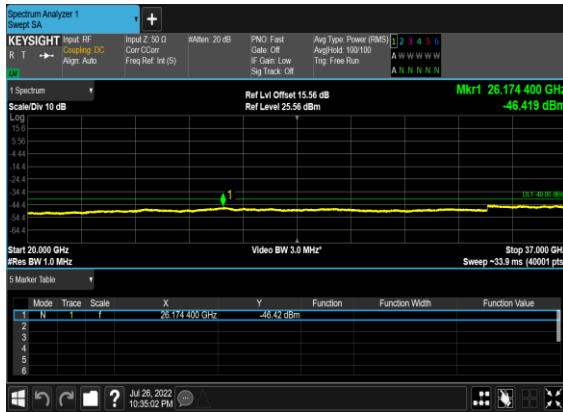 Spectrum Analyzer 1
Swept SA
+
KEYSIGHT Input: RF Input Z: 50 Ω #Atten: 20 dB PNO: Fast Avg Type: Power (RMS) 1 2 3 4 5 6
R T Coupling: DC Corr CCorr Gate: Off Avg|Hold: 100/100 A W W W W W
Align: Auto Freq Ref: Int (S) IF Gain: Low Trig: Free Run
Sig Track: Off A N N N N N
1 Spectrum Ref Lvl Offset 15.56 dB Mkr1 26.174 400 GHz
Scale/Div 10 dB Ref Level 25.56 dBm -46.419 dBm
Log
15.6
5.56
-4.44
-14.4
-24.4
-34.4 1 DL1 -40.00 dBm
-44.4
-54.4
-64.4
Start 20.000 GHz Video BW 3.0 MHz* Stop 37.000 GHz
#Res BW 1.0 MHz Sweep ~33.9 ms (40001 pts)
5 Marker Table
Mode Trace Scale X Y Function Function Width Function Value
1 N 1 f 26.174 400 GHz -46.42 dBm
2
3
4
5
6
? Jul 26, 2022
10:35:02 PM